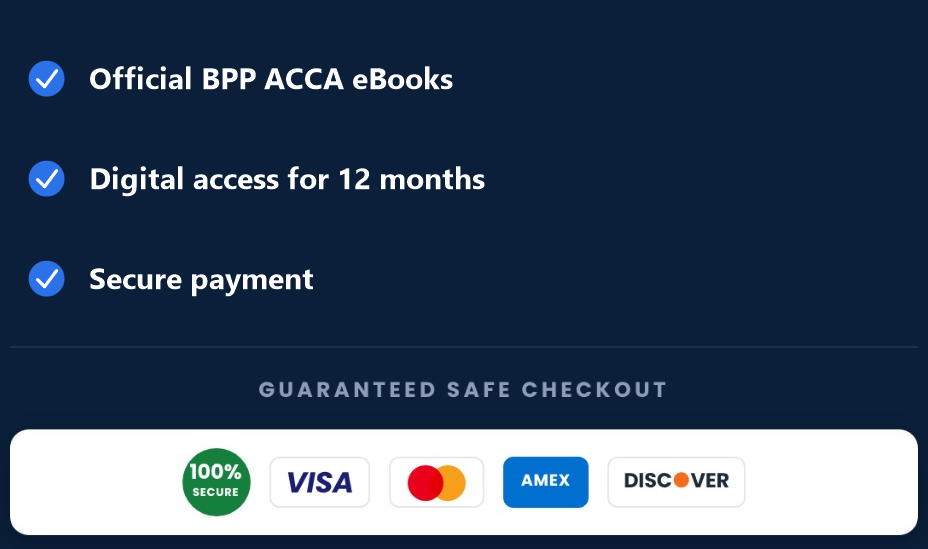 Official BPP ACCA eBooks
Digital access for 12 months
Secure payment
GUARANTEED SAFE CHECKOUT
100% SECURE VISA AMEX DISCOVER